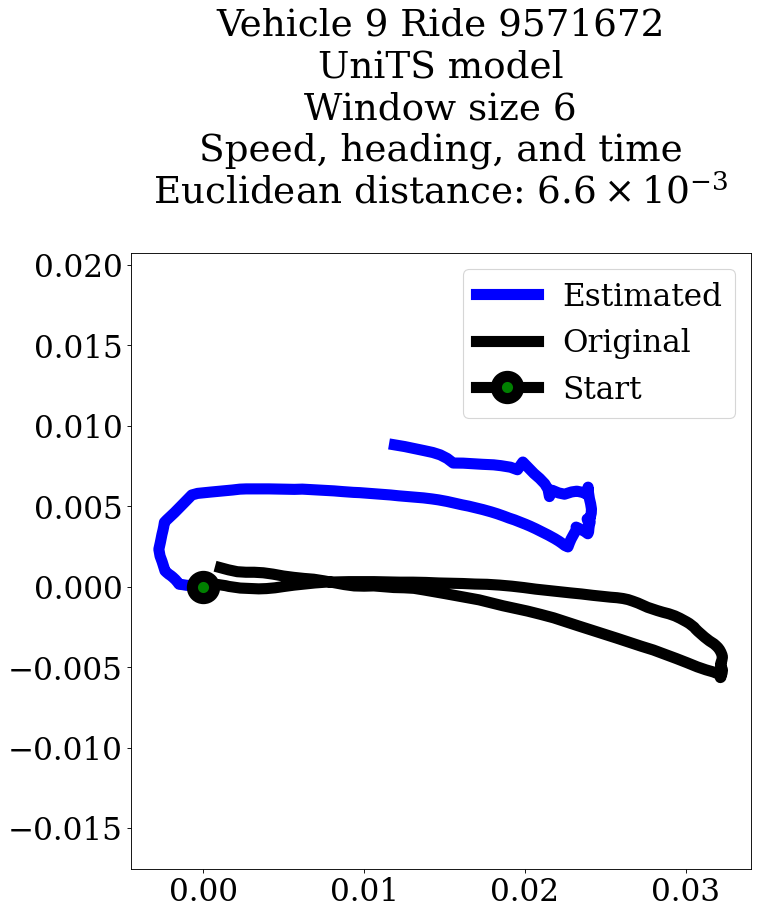 Vehicle 9 Ride 9571672
UniTS model
Window size 6
Speed, heading, and time
Euclidean distance: 6.6 × 10⁻³
0.020
0.015
0.010
0.005
0.000
−0.005
−0.010
−0.015
Estimated
Original
Start
0.00 0.01 0.02 0.03